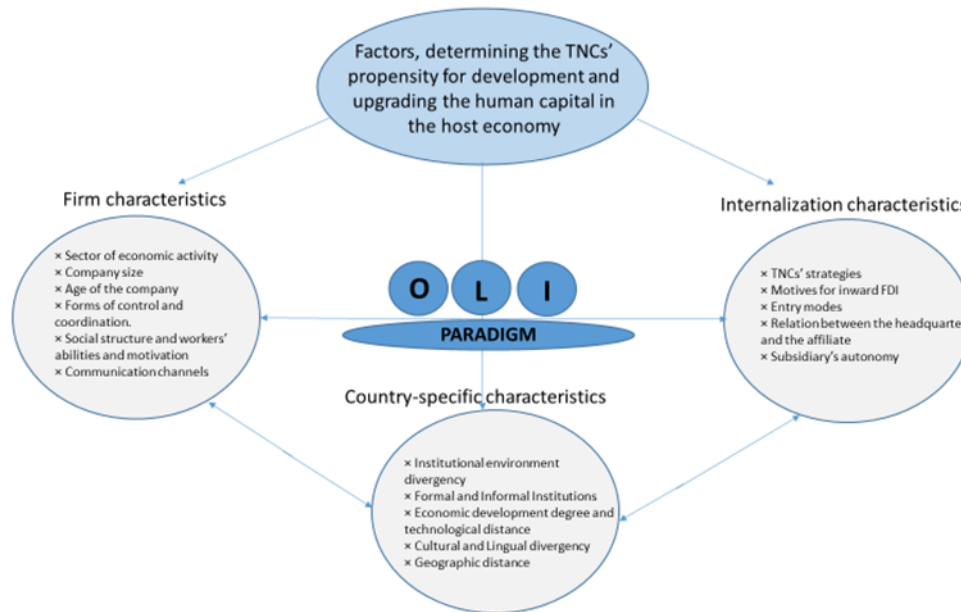 Factors, determining the TNCs'
propensity for development and
upgrading the human capital in
the host economy
Firm characteristics
× Sector of economic activity
× Company size
× Age of the company
× Forms of control and
coordination.
× Social structure and workers'
abilities and motivation
× Communication channels
Internalization characteristics
× TNCs' strategies
× Motives for inward FDI
× Entry modes
× Relation between the headquarte
and the affiliate
× Subsidiary's autonomy
O L I
PARADIGM
Country-specific characteristics
× Institutional environment
divergency
× Formal and Informal Institutions
× Economic development degree and
technological distance
× Cultural and Lingual divergency
× Geographic distance